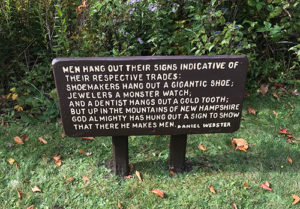 MEN HANG OUT THEIR SIGNS INDICATIVE OF
THEIR RESPECTIVE TRADES:
SHOEMAKERS HANG OUT A GIGANTIC SHOE;
JEWELERS A MONSTER WATCH;
AND A DENTIST HANGS OUT A GOLD TOOTH;
BUT UP IN THE MOUNTAINS OF NEW HAMPSHIRE
GOD ALMIGHTY HAS HUNG OUT A SIGN TO SHOW
THAT THERE HE MAKES MEN. DANIEL WEBSTER